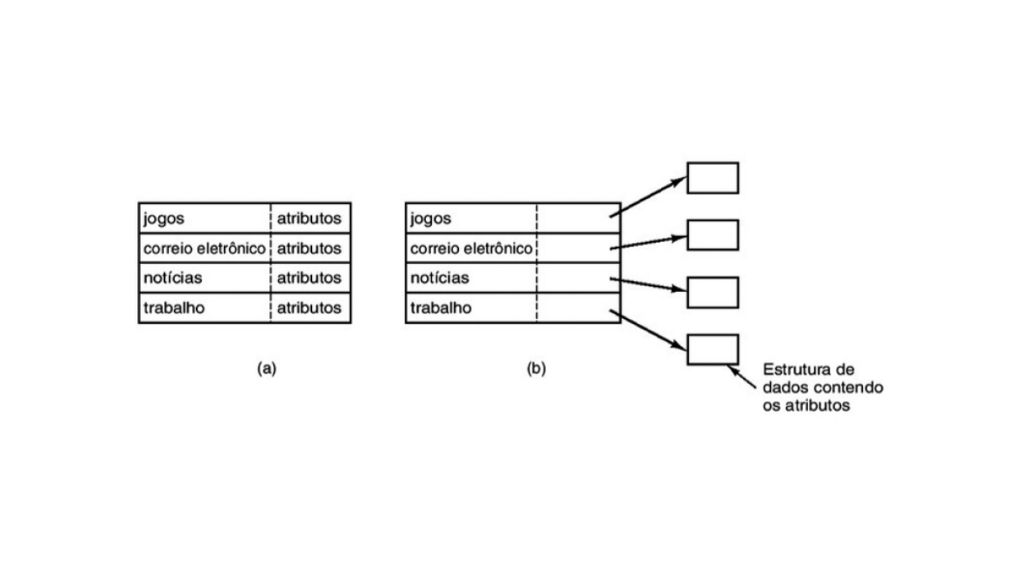 jogos atributos
correio eletrônico atributos
notícias atributos
trabalho atributos
(a)
jogos
correio eletrônico
notícias
trabalho
(b)
Estrutura de
dados contendo
os atributos